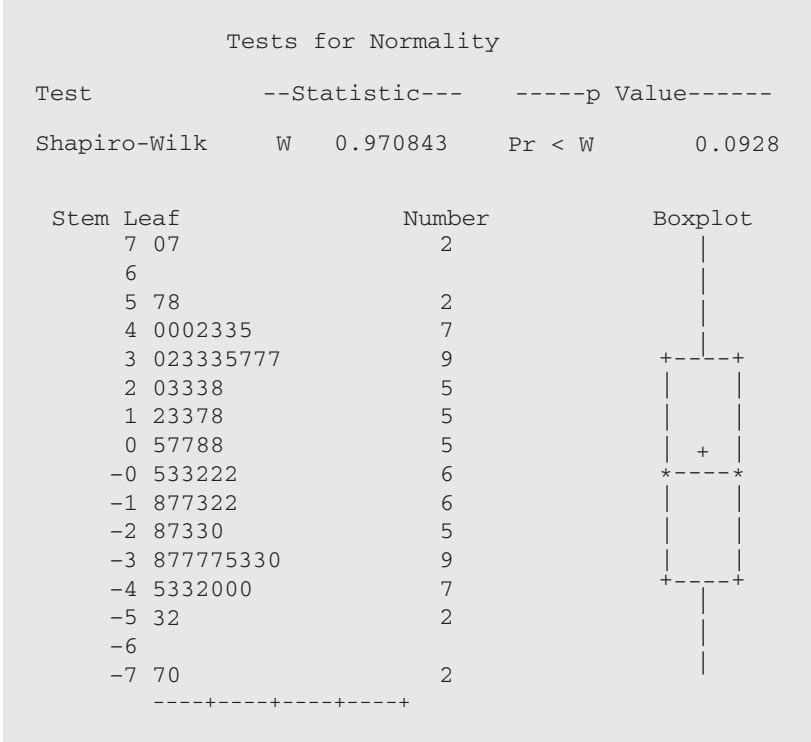 Tests for Normality
Test --Statistic--- -----p Value------
Shapiro-Wilk W 0.970843 Pr < W 0.0928
Stem Leaf Number Boxplot
7 07 2 |
6 |
5 78 2 |
4 0002335 7 |
3 023335777 9 +----+
2 03338 5 | |
1 23378 5 | |
0 57788 5 | + |
-0 533222 6 *----*
-1 877322 6 | |
-2 87330 5 | |
-3 877775330 9 | |
-4 5332000 7 +----+
-5 32 2 |
-6 |
-7 70 2 |
----+----+----+----+